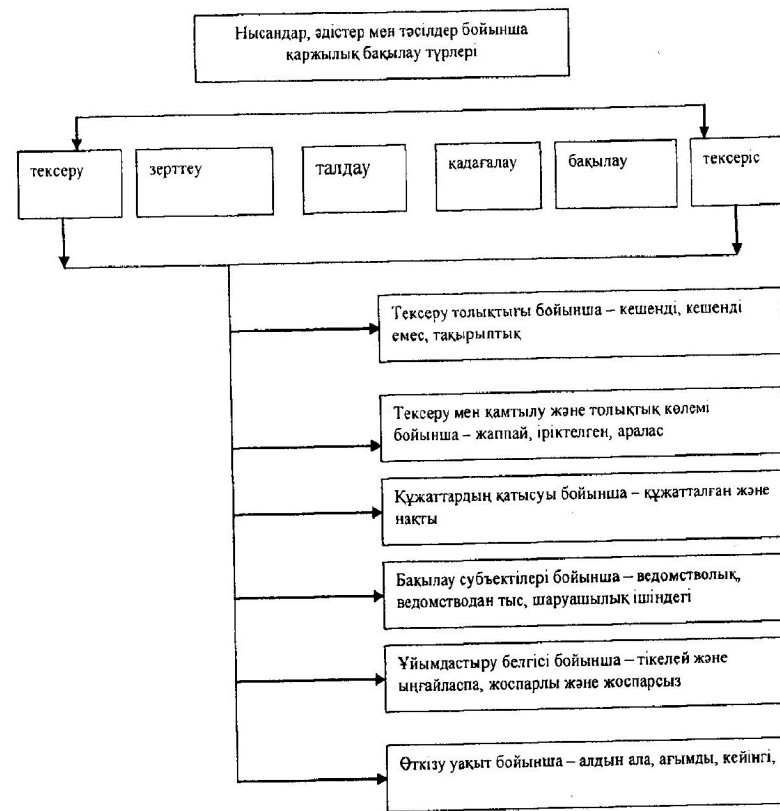 Нысандар, әдістер мен тәсілдер бойынша
қаржылық бақылау түрлері
тексеру
зерттеу
талдау
қадағалау
бақылау
тексеріс
Тексеру толықтығы бойынша – кешенді, кешенді
емес, тақырыптық
Тексеру мен қамтылу және толықтық көлемі
бойынша – жаппай, іріктелген, аралас
Құжаттардың қатысуы бойынша – құжатталған және
нақты
Бақылау субъектілері бойынша – ведомстволық,
ведомстводан тыс, шаруашылық ішіндегі
Ұйымдастыру белгісі бойынша – тікелей және
ыңғайласпа, жоспарлы және жоспарсыз
Өткізу уақыт бойынша – алдын ала, ағымды, кейінгі,